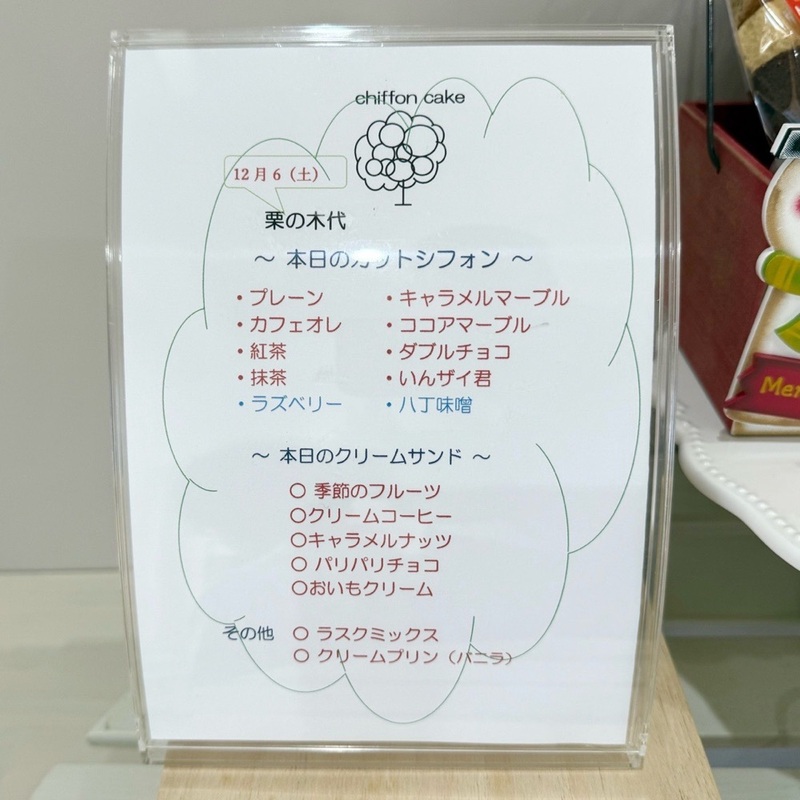 chiffon cake
12月6（土）
栗の木代
～ 本日のカットシフォン ～
・プレーン ・キャラメルマーブル
・カフェオレ ・ココアマーブル
・紅茶 ・ダブルチョコ
・抹茶 ・いんザイ君
・ラズベリー ・八丁味噌
～ 本日のクリームサンド ～
〇 季節のフルーツ
〇クリームコーヒー
〇キャラメルナッツ
〇 パリパリチョコ
〇おいもクリーム
その他 〇 ラスクミックス
〇 クリームプリン（バニラ）